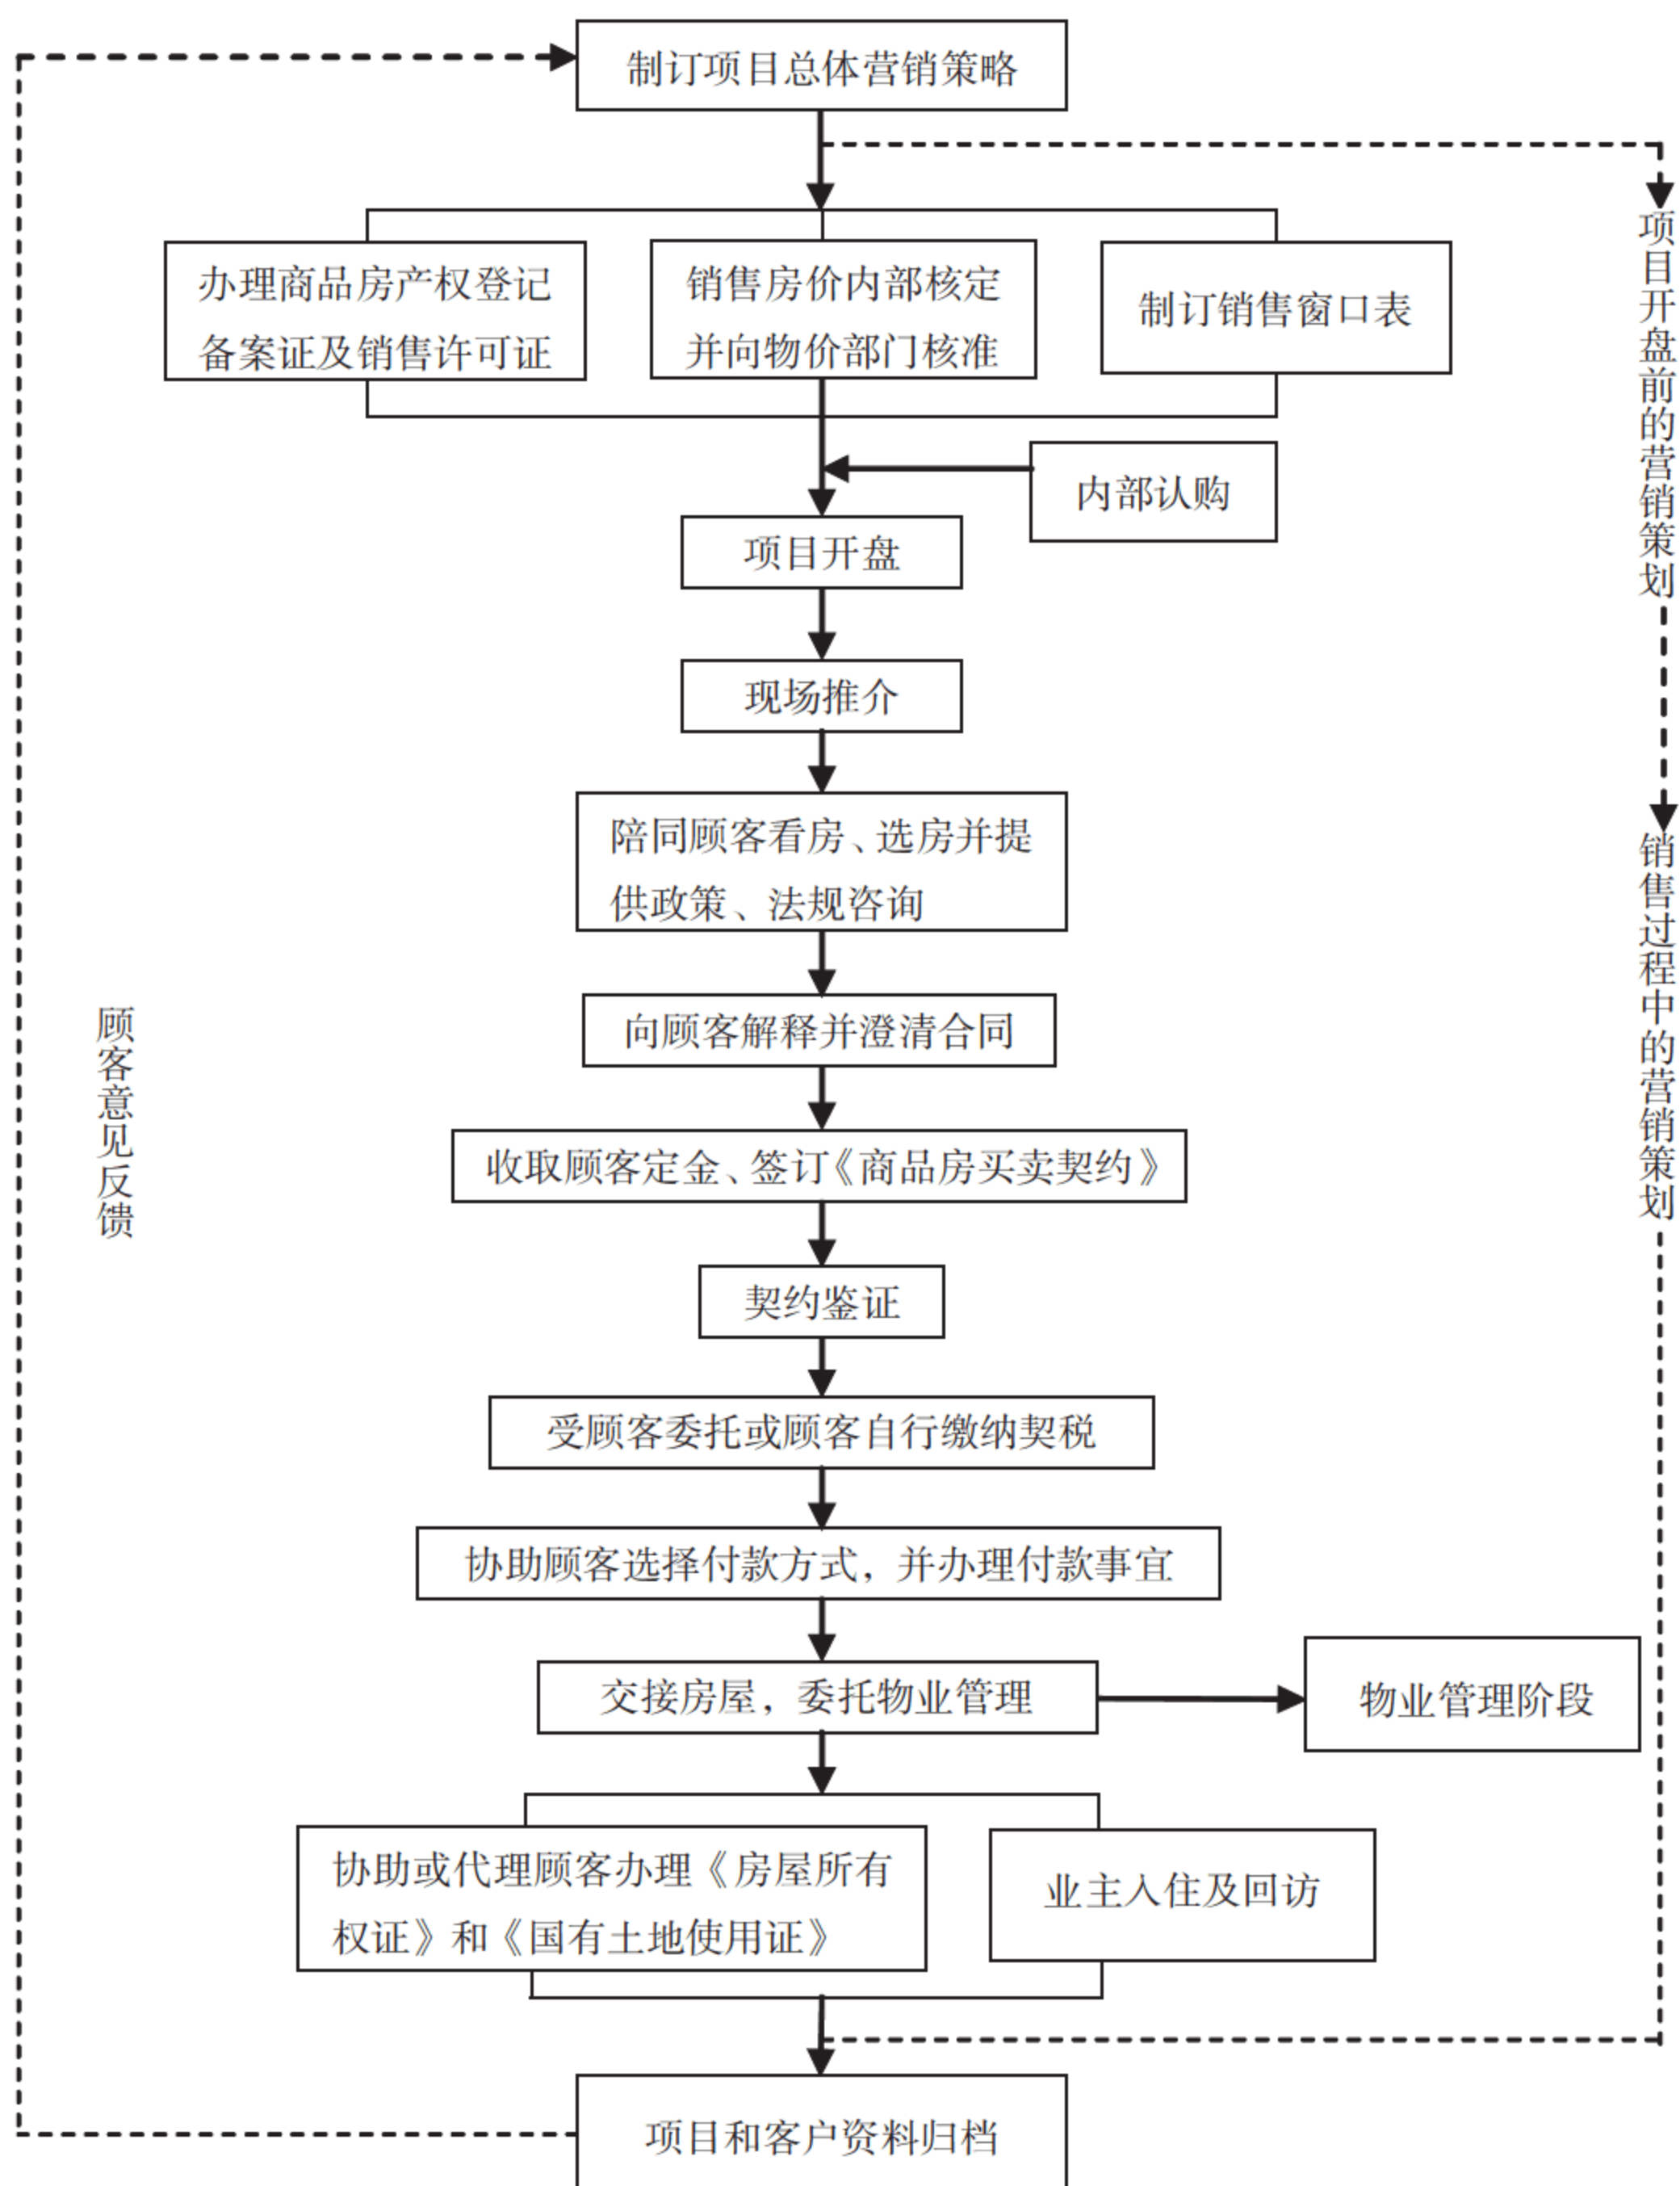 制订项目总体营销策略
办理商品房产权登记
备案证及销售许可证
销售房价内部核定
并向物价部门核准
制订销售窗口表
项目开盘前的营销策划
内部认购
项目开盘
现场推介
陪同顾客看房、选房并提
供政策、法规咨询
销售过程中的营销策划
向顾客解释并澄清合同
顾客意见反馈
收取顾客定金、签订《商品房买卖契约》
契约鉴证
受顾客委托或顾客自行缴纳契税
协助顾客选择付款方式，并办理付款事宜
交接房屋，委托物业管理
物业管理阶段
协助或代理顾客办理《房屋所有
权证》和《国有土地使用证》
业主入住及回访
项目和客户资料归档